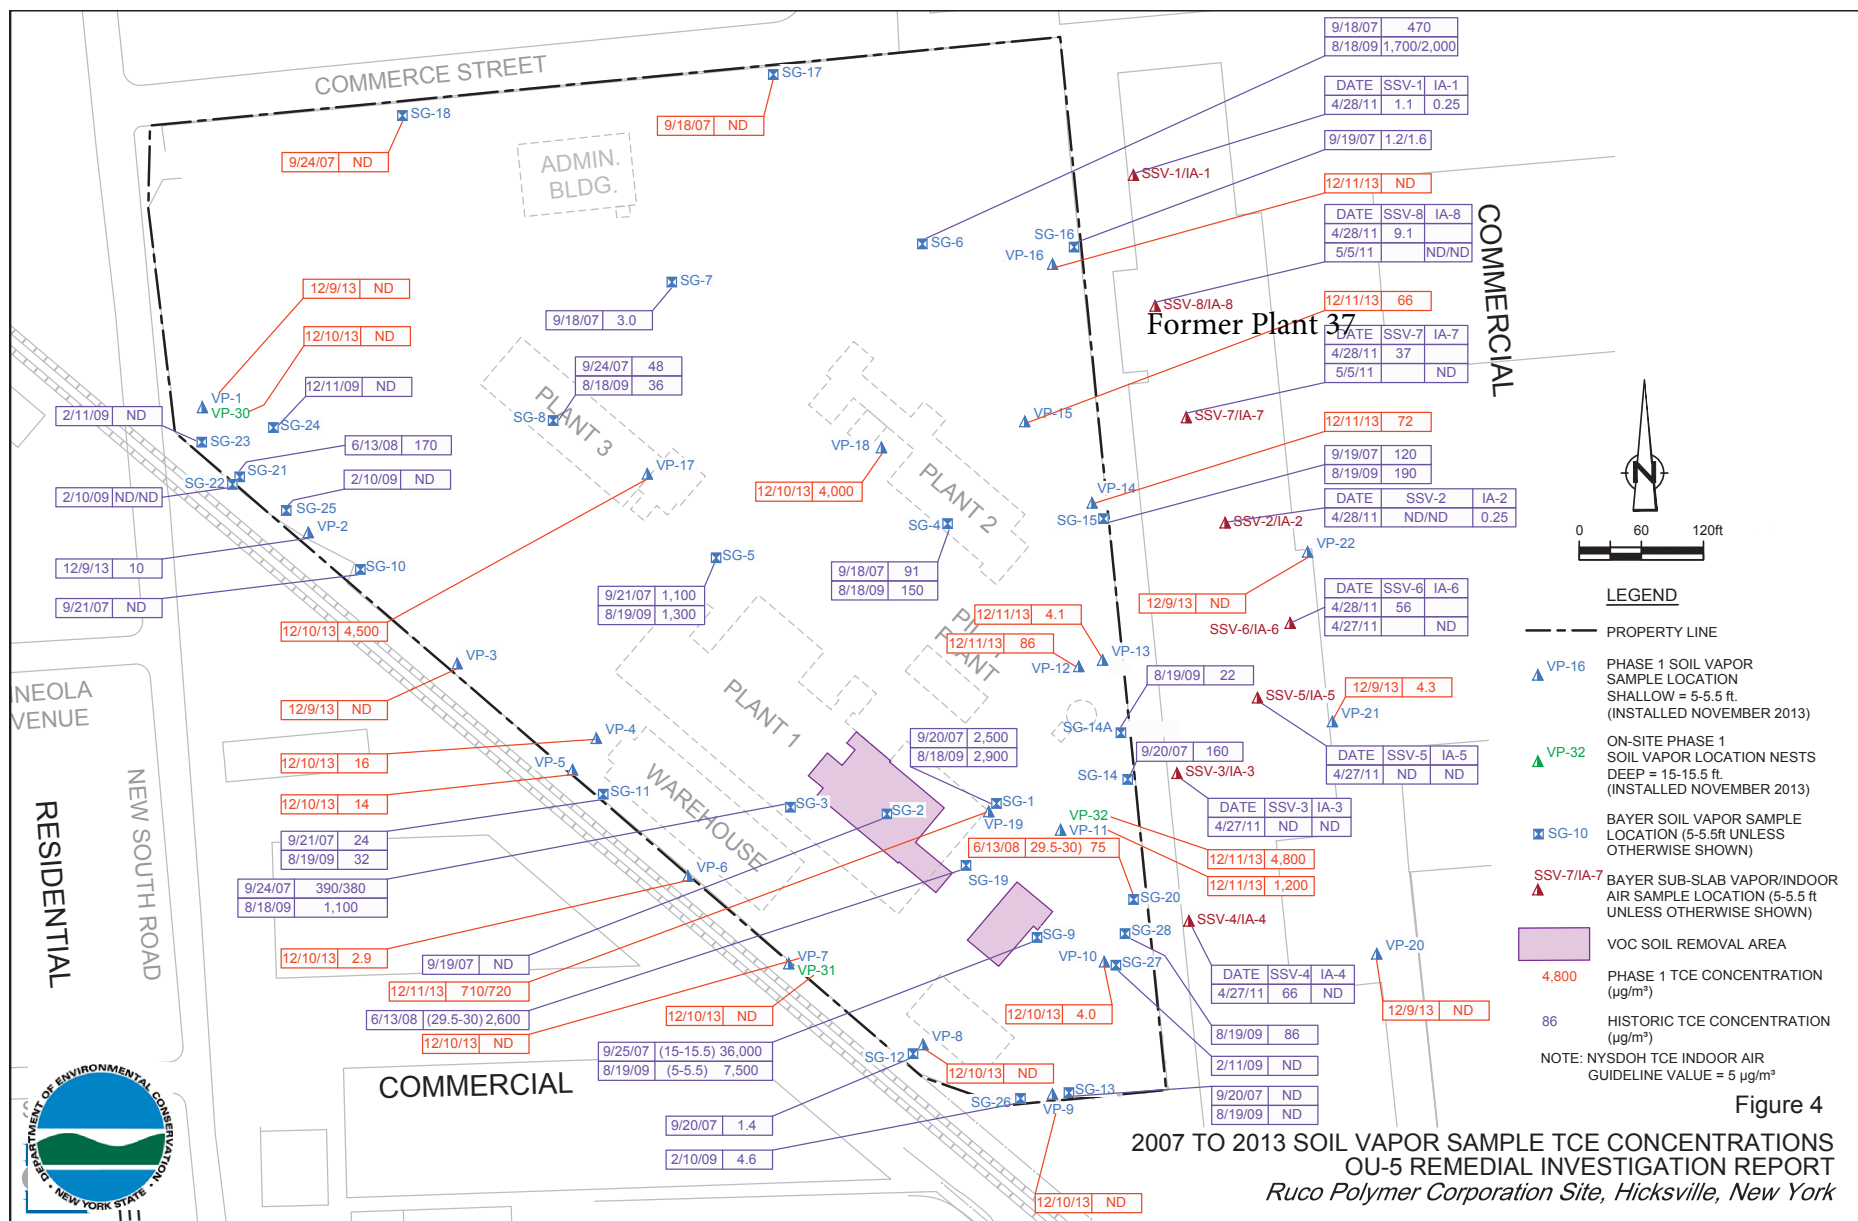 COMMERCE STREET
SG-17
SG-18
9/18/07 ND
9/24/07 ND
ADMIN.
BLDG.
9/18/07 470
8/18/09 1,700/2,000
DATE SSV-1 IA-1
4/28/11 1.1 0.25
9/19/07 1.2/1.6
SSV-1/IA-1
12/11/13 ND
DATE SSV-8 IA-8
4/28/11 9.1
5/5/11 ND/ND
COMMERCIAL
SG-6
SG-16
VP-16
SG-7
12/9/13 ND
SSV-8/IA-8
12/11/13 66
Former Plant 37
9/18/07 3.0
12/10/13 ND
DATE SSV-7 IA-7
4/28/11 37
5/5/11 ND
9/24/07 48
8/18/09 36
12/11/09 ND
VP-1
VP-30
2/11/09 ND
SG-24
SG-23
SG-8
PLANT 3
VP-15
SSV-7/IA-7
12/11/13 72
6/13/08 170
VP-18
9/19/07 120
8/19/09 190
SG-21
SG-22
VP-17
PLANT 2
2/10/09 ND
2/10/09 ND/ND
12/10/13 4,000
VP-14
DATE SSV-2 IA-2
4/28/11 ND/ND 0.25
SG-25
VP-2
SG-4
SG-15
SSV-2/IA-2
N
0 60 120ft
SG-5
VP-22
12/9/13 10
SG-10
9/18/07 91
8/18/09 150
9/21/07 1,100
8/19/09 1,300
9/21/07 ND
12/9/13 ND
DATE SSV-6 IA-6
4/28/11 56
4/27/11 ND
LEGEND
12/11/13 4.1
PILOT
PLANT
12/10/13 4,500
12/11/13 86
SSV-6/IA-6
PROPERTY LINE
VP-3
VP-12
VP-13
VP-16 PHASE 1 SOIL VAPOR
SAMPLE LOCATION
SHALLOW = 5-5.5 ft.
(INSTALLED NOVEMBER 2013)
8/19/09 22
INEOLA
VENUE
PLANT 1
SSV-5/IA-5
12/9/13 4.3
12/9/13 ND
VP-21
VP-4
SG-14A
9/20/07 2,500
8/18/09 2,900
9/20/07 160
VP-32 ON-SITE PHASE 1
SOIL VAPOR LOCATION NESTS
DEEP = 15-15.5 ft.
(INSTALLED NOVEMBER 2013)
12/10/13 16
VP-5
DATE SSV-5 IA-5
4/27/11 ND ND
SG-14
SSV-3/IA-3
WAREHOUSE
12/10/13 14
SG-11
SG-3
SG-2
SG-1
VP-19
VP-32
VP-11
DATE SSV-3 IA-3
4/27/11 ND ND
SG-10 BAYER SOIL VAPOR SAMPLE
LOCATION (5-5.5ft UNLESS
OTHERWISE SHOWN)
RESIDENTIAL
NEW SOUTH ROAD
9/21/07 24
8/19/09 32
6/13/08 (29.5-30) 75
12/11/13 4,800
VP-6
SG-19
12/11/13 1,200
SSV-7/IA-7 BAYER SUB-SLAB VAPOR/INDOOR
AIR SAMPLE LOCATION (5-5.5 ft
UNLESS OTHERWISE SHOWN)
9/24/07 390/380
8/18/09 1,100
SG-20
SSV-4/IA-4
SG-9
SG-28
VOC SOIL REMOVAL AREA
12/10/13 2.9
9/19/07 ND
VP-7
VP-31
VP-10
SG-27
VP-20
DATE SSV-4 IA-4
4/27/11 66 ND
4,800 PHASE 1 TCE CONCENTRATION
(µg/m³)
12/11/13 710/720
6/13/08 (29.5-30) 2,600
12/10/13 ND
12/10/13 4.0
12/9/13 ND
86 HISTORIC TCE CONCENTRATION
(µg/m³)
12/10/13 ND
VP-8
SG-12
8/19/09 86
9/25/07 (15-15.5) 36,000
8/19/09 (5-5.5) 7,500
NOTE: NYSDOH TCE INDOOR AIR
GUIDELINE VALUE = 5 µg/m³
2/11/09 ND
12/10/13 ND
COMMERCIAL
SG-26
VP-9
SG-13
9/20/07 ND
8/19/09 ND
Figure 4
9/20/07 1.4
2/10/09 4.6
12/10/13 ND
DEPARTMENT OF ENVIRONMENTAL CONSERVATION
NEW YORK STATE
2007 TO 2013 SOIL VAPOR SAMPLE TCE CONCENTRATIONS
OU-5 REMEDIAL INVESTIGATION REPORT
Ruco Polymer Corporation Site, Hicksville, New York